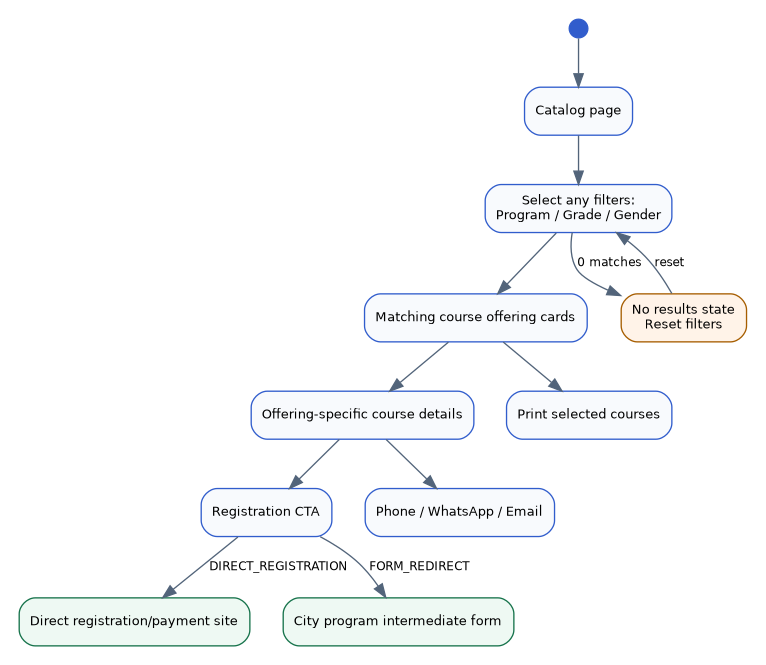 Catalog page
Select any filters:
Program / Grade / Gender
0 matches
reset
No results state
Reset filters
Matching course offering cards
Offering-specific course details
Print selected courses
Registration CTA
Phone / WhatsApp / Email
DIRECT_REGISTRATION
FORM_REDIRECT
Direct registration/payment site
City program intermediate form